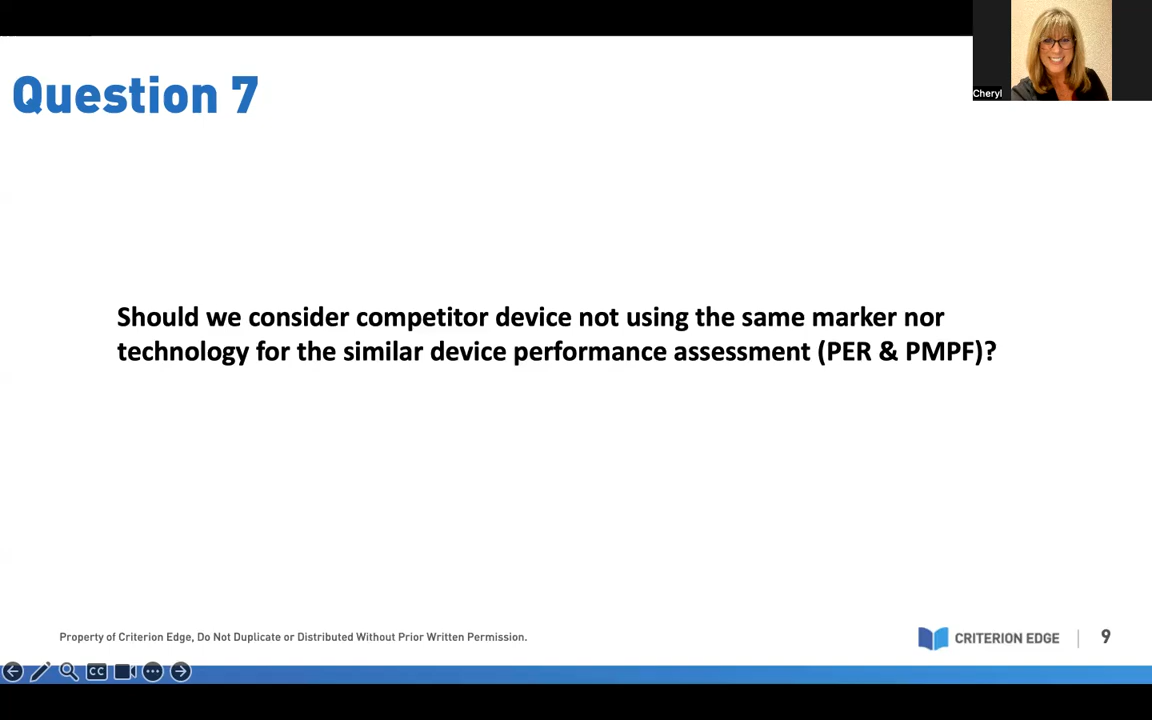 Cheryl
Question 7
Should we consider competitor device not using the same marker nor
technology for the similar device performance assessment (PER & PMPF)?
Property of Criterion Edge, Do Not Duplicate or Distributed Without Prior Written Permission.
CRITERION EDGE
9
CC